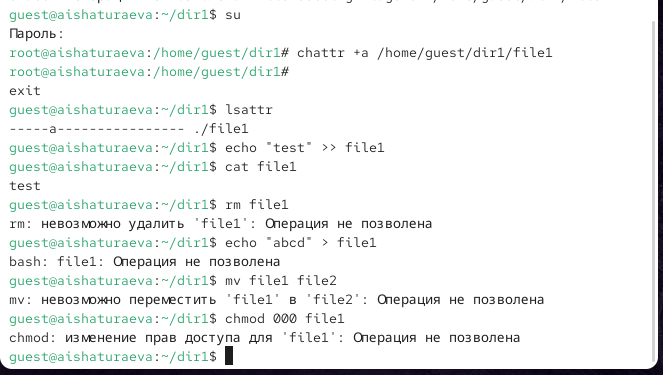 guest@aishaturaeva:~/dir1$ su
Пароль:
root@aishaturaeva:/home/guest/dir1# chattr +a /home/guest/dir1/file1
root@aishaturaeva:/home/guest/dir1#
exit
guest@aishaturaeva:~/dir1$ lsattr
-----a---------------- ./file1
guest@aishaturaeva:~/dir1$ echo "test" >> file1
guest@aishaturaeva:~/dir1$ cat file1
test
guest@aishaturaeva:~/dir1$ rm file1
rm: невозможно удалить 'file1': Операция не позволена
guest@aishaturaeva:~/dir1$ echo "abcd" > file1
bash: file1: Операция не позволена
guest@aishaturaeva:~/dir1$ mv file1 file2
mv: невозможно переместить 'file1' в 'file2': Операция не позволена
guest@aishaturaeva:~/dir1$ chmod 000 file1
chmod: изменение прав доступа для 'file1': Операция не позволена
guest@aishaturaeva:~/dir1$